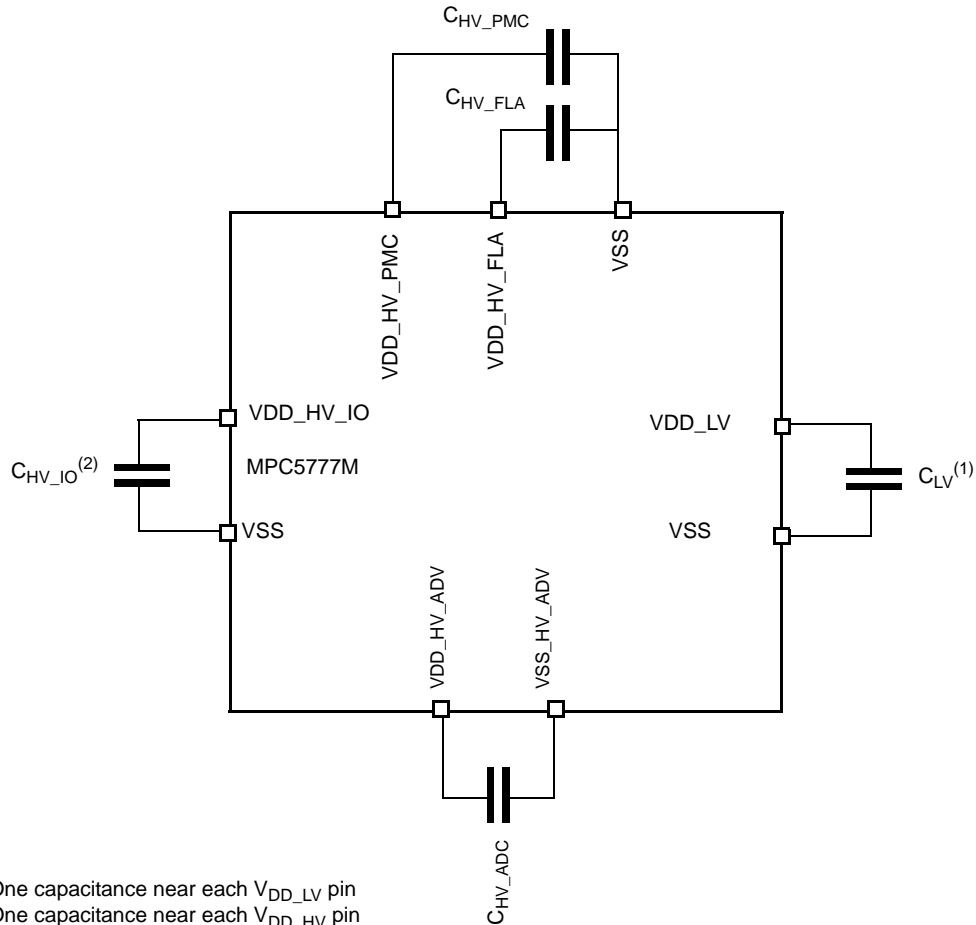 CHV_PMC
CHV_FLA
VDD_HV_PMC
VDD_HV_FLA
VSS
VDD_HV_IO
VDD_LV
CHV_IO(2)
MPC5777M
CLV(1)
VSS
VSS
VDD_HV_ADV
VSS_HV_ADV
CHV_ADC
One capacitance near each VDD_LV pin
One capacitance near each VDD_HV pin